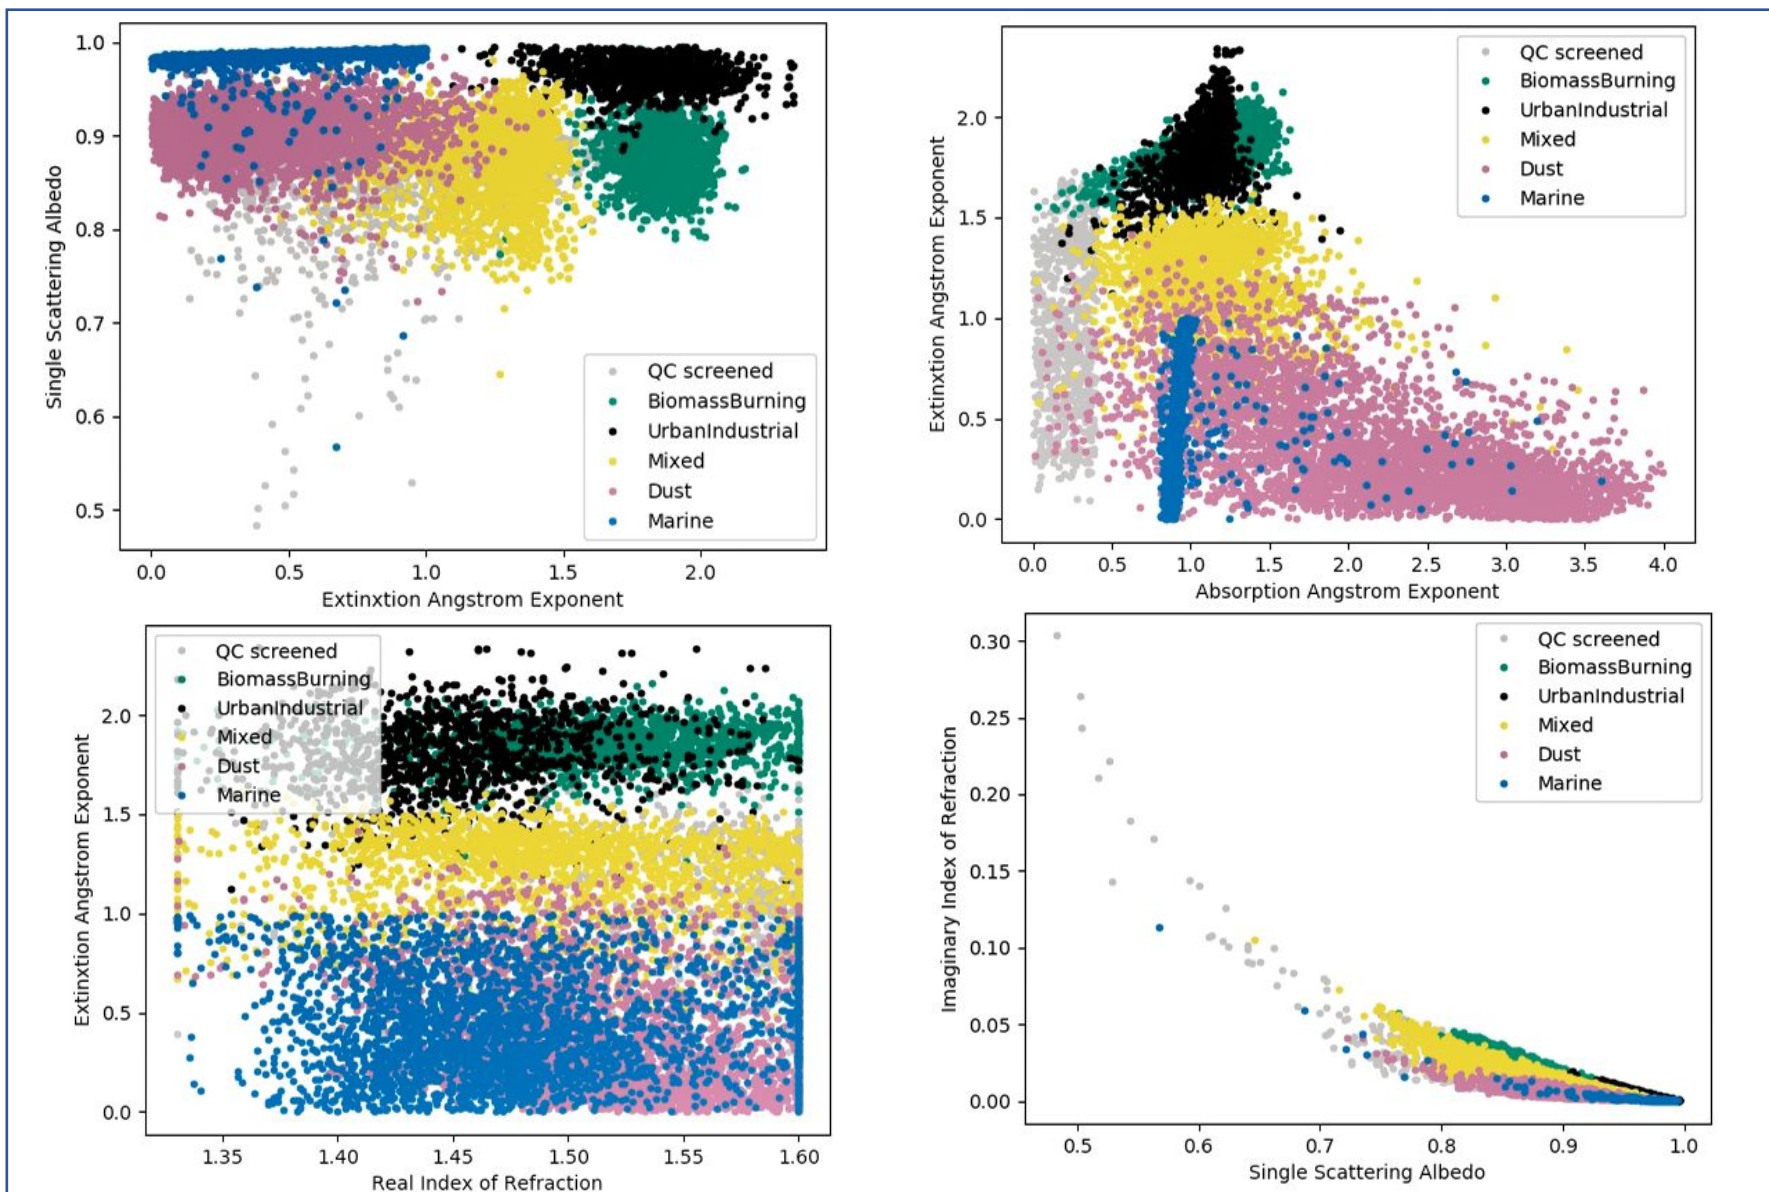 1.0
0.9
0.8
0.7
0.6
0.5
Single Scattering Albedo
QC screened
BiomassBurning
UrbanIndustrial
Mixed
Dust
Marine
0.0 0.5 1.0 1.5 2.0
Extinxtion Angstrom Exponent
2.0
1.5
1.0
0.5
0.0
Extinxtion Angstrom Exponent
QC screened
BiomassBurning
UrbanIndustrial
Mixed
Dust
Marine
0.0 0.5 1.0 1.5 2.0 2.5 3.0 3.5 4.0
Absorption Angstrom Exponent
2.0
1.5
1.0
0.5
0.0
Extinxtion Angstrom Exponent
QC screened
BiomassBurning
UrbanIndustrial
Mixed
Dust
Marine
1.35 1.40 1.45 1.50 1.55 1.60
Real Index of Refraction
0.30
0.25
0.20
0.15
0.10
0.05
0.00
Imaginary Index of Refraction
QC screened
BiomassBurning
UrbanIndustrial
Mixed
Dust
Marine
0.5 0.6 0.7 0.8 0.9 1.0
Single Scattering Albedo